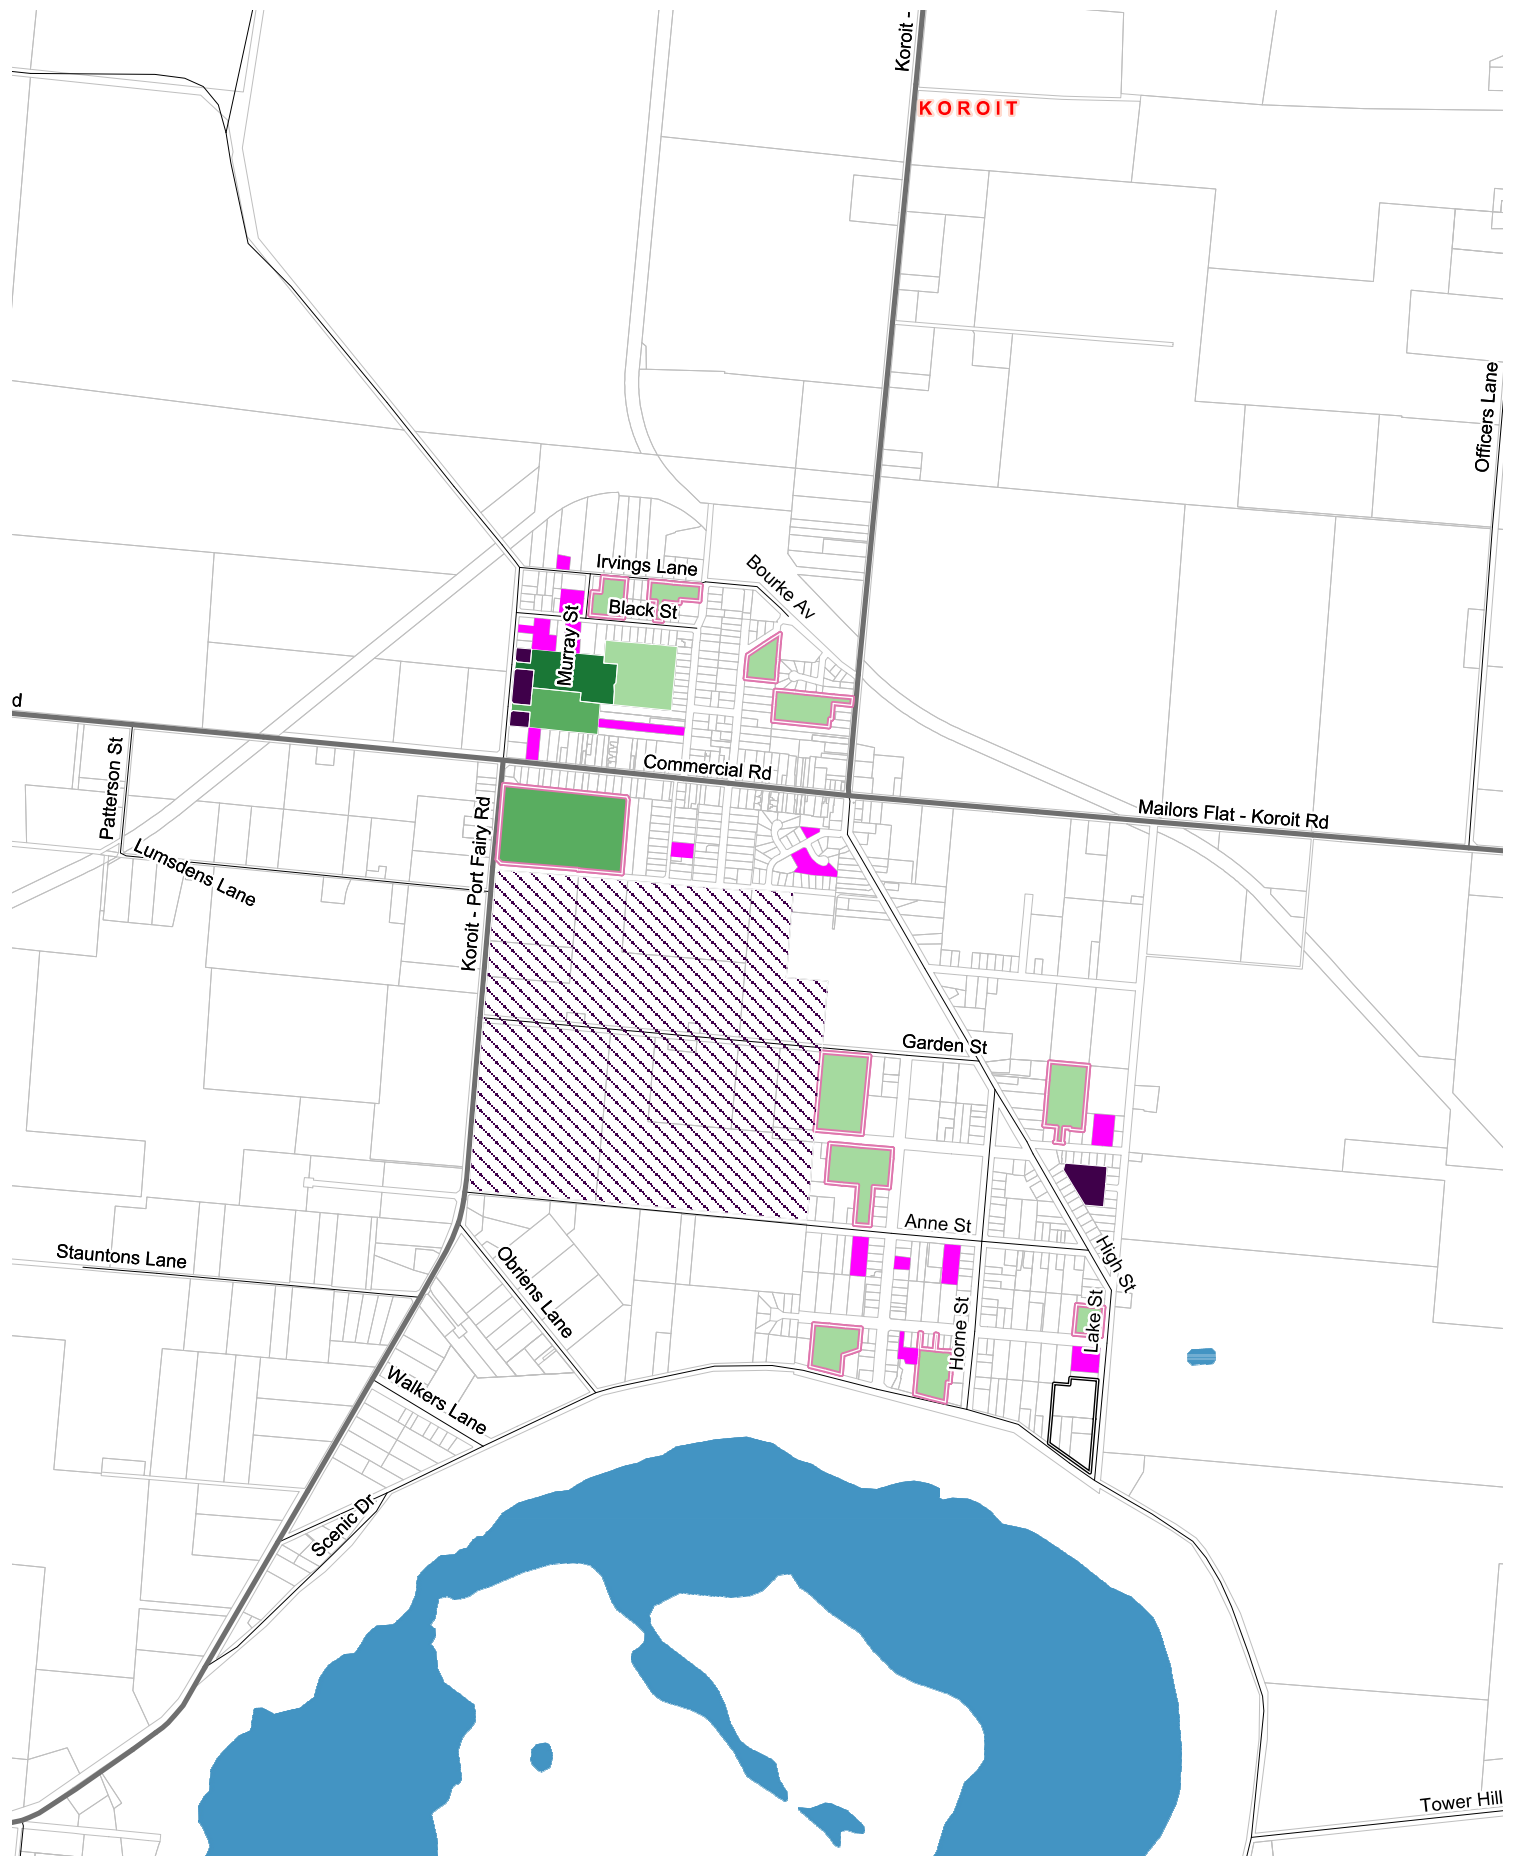 Koroit -
KOROIT
Officers Lane
Irvings Lane
Bourke Av
Black St
Murray St
d
Patterson St
Commercial Rd
Mailors Flat - Koroit Rd
Lumsdens Lane
Koroit - Port Fairy Rd
Garden St
Anne St
High St
Stauntons Lane
Obriens Lane
Horne St
Lake St
Walkers Lane
Scenic Dr
Tower Hill